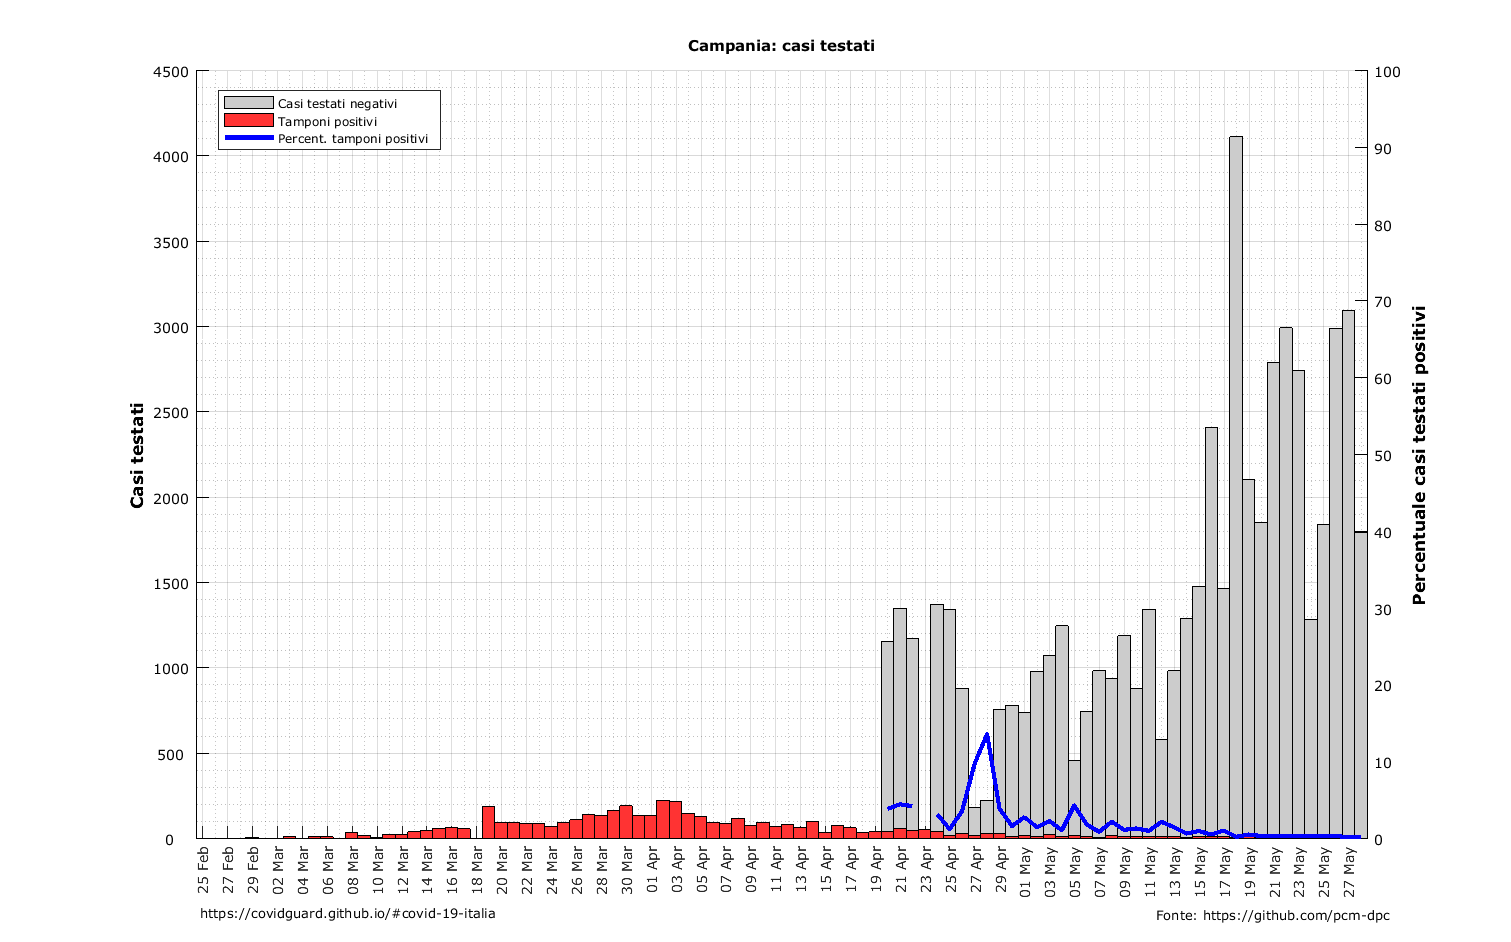 Campania: casi testati
Casi testati negativi
Tamponi positivi
Percent. tamponi positivi
Casi testati
4500
4000
3500
3000
2500
2000
1500
1000
500
0
100
90
80
70
60
50
40
30
20
10
0
Percentuale casi testati positivi
25 Feb
27 Feb
29 Feb
02 Mar
04 Mar
06 Mar
08 Mar
10 Mar
12 Mar
14 Mar
16 Mar
18 Mar
20 Mar
22 Mar
24 Mar
26 Mar
28 Mar
30 Mar
01 Apr
03 Apr
05 Apr
07 Apr
09 Apr
11 Apr
13 Apr
15 Apr
17 Apr
19 Apr
21 Apr
23 Apr
25 Apr
27 Apr
29 Apr
01 May
03 May
05 May
07 May
09 May
11 May
13 May
15 May
17 May
19 May
21 May
23 May
25 May
27 May
https://covidguard.github.io/#covid-19-italia
Fonte: https://github.com/pcm-dpc